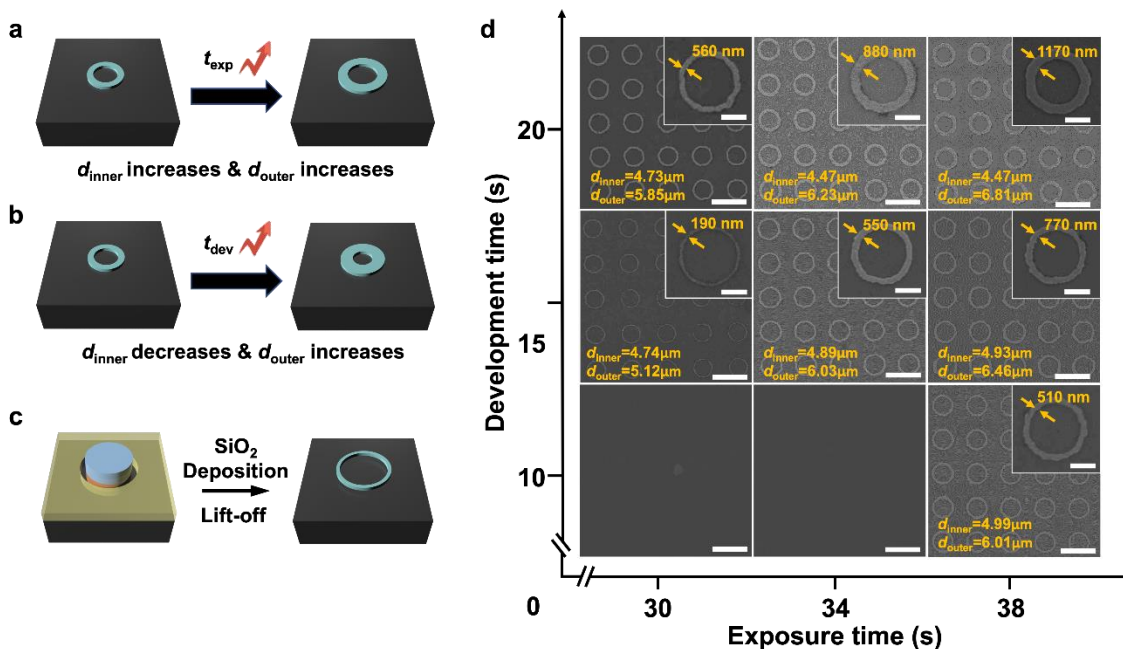 a
t_exp
d_inner increases & d_outer increases
b
t_dev
d_inner decreases & d_outer increases
c
SiO₂
Deposition
Lift-off
d
Development time (s)
20
15
10
0
30
34
38
Exposure time (s)
560 nm
d_inner=4.73μm
d_outer=5.85μm
880 nm
d_inner=4.47μm
d_outer=6.23μm
1170 nm
d_inner=4.47μm
d_outer=6.81μm
190 nm
d_inner=4.74μm
d_outer=5.12μm
550 nm
d_inner=4.89μm
d_outer=6.03μm
770 nm
d_inner=4.93μm
d_outer=6.46μm
510 nm
d_inner=4.99μm
d_outer=6.01μm